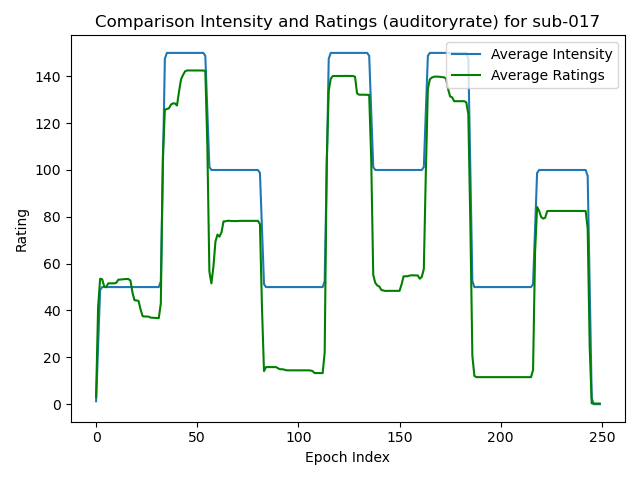 Comparison Intensity and Ratings (auditoryrate) for sub-017
Average Intensity
Average Ratings
Rating
140
120
100
80
60
40
20
0
0 50 100 150 200 250
Epoch Index